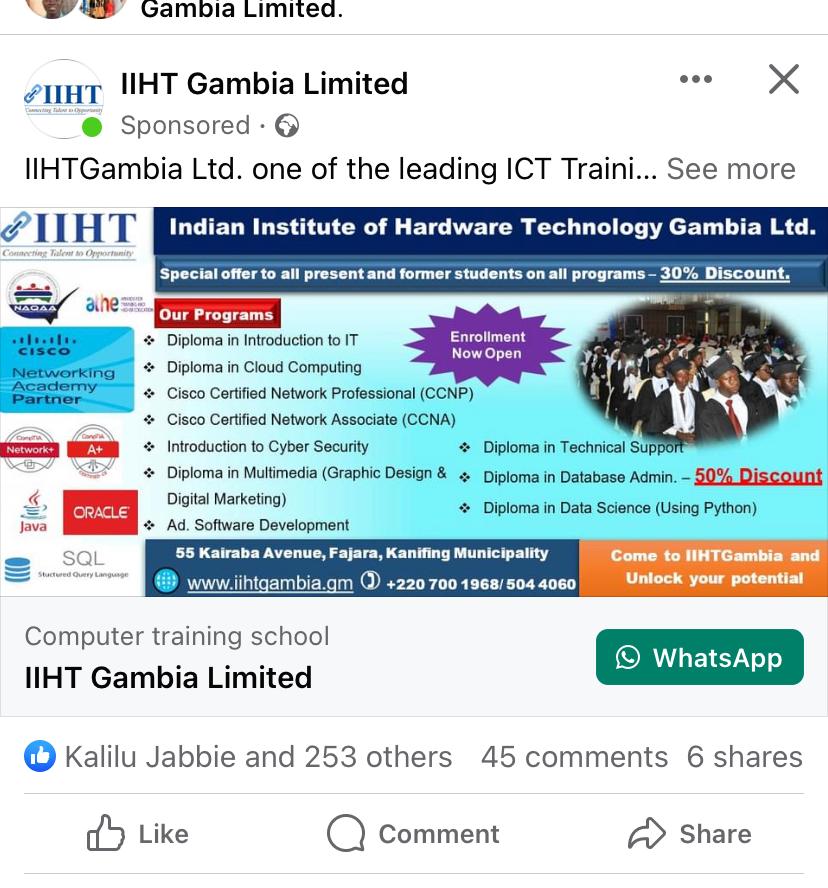 Gambia Limited.
IIHT
Connecting Talent to Opportunity
IIHT Gambia Limited
Sponsored ·
IIHTGambia Ltd. one of the leading ICT Traini... See more
IIHT
Connecting Talent to Opportunity
Indian Institute of Hardware Technology Gambia Ltd.
Special offer to all present and former students on all programs – 30% Discount.
NAQAA
athe AWARDS FOR TRAINING AND HIGHER EDUCATION
Our Programs
Enrollment
Now Open
cisco
Networking
Academy
Partner
❖ Diploma in Introduction to IT
❖ Diploma in Cloud Computing
❖ Cisco Certified Network Professional (CCNP)
❖ Cisco Certified Network Associate (CCNA)
❖ Introduction to Cyber Security
❖ Diploma in Multimedia (Graphic Design &
Digital Marketing)
❖ Ad. Software Development
❖ Diploma in Technical Support
❖ Diploma in Database Admin. – 50% Discount
❖ Diploma in Data Science (Using Python)
CompTIA
Network+
CompTIA
A+
Java
ORACLE
SQL
Stuctured Query Language
55 Kairaba Avenue, Fajara, Kanifing Municipality
www.iihtgambia.gm +220 700 1968/ 504 4060
Come to IIHTGambia and
Unlock your potential
Computer training school
IIHT Gambia Limited
WhatsApp
Kalilu Jabbie and 253 others 45 comments 6 shares
Like Comment Share